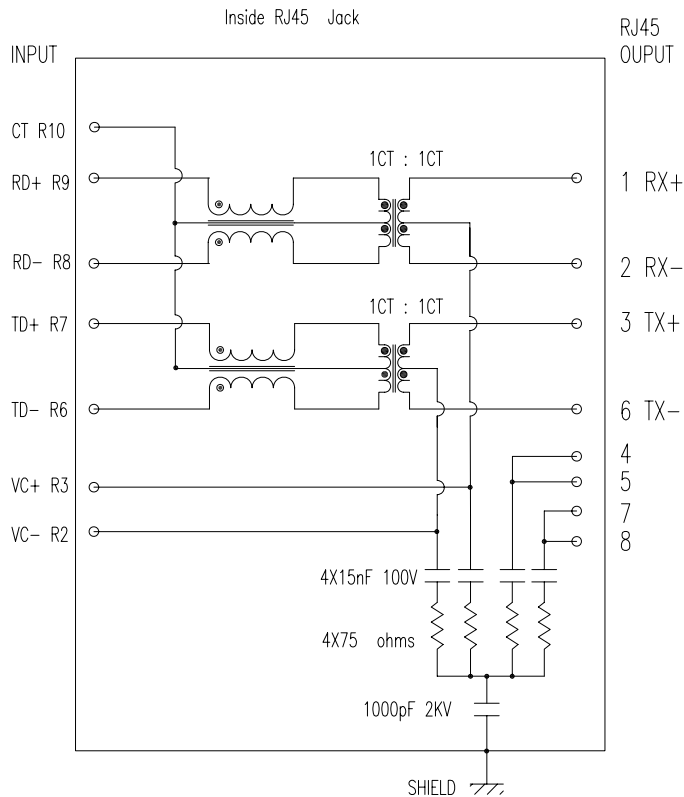 Inside RJ45 Jack
RJ45
OUPUT
INPUT
CT R10
1CT : 1CT
RD+ R9
1 RX+
RD- R8
2 RX-
1CT : 1CT
TD+ R7
3 TX+
TD- R6
6 TX-
4
VC+ R3
5
7
VC- R2
8
4X15nF 100V
4X75 ohms
1000pF 2KV
SHIELD